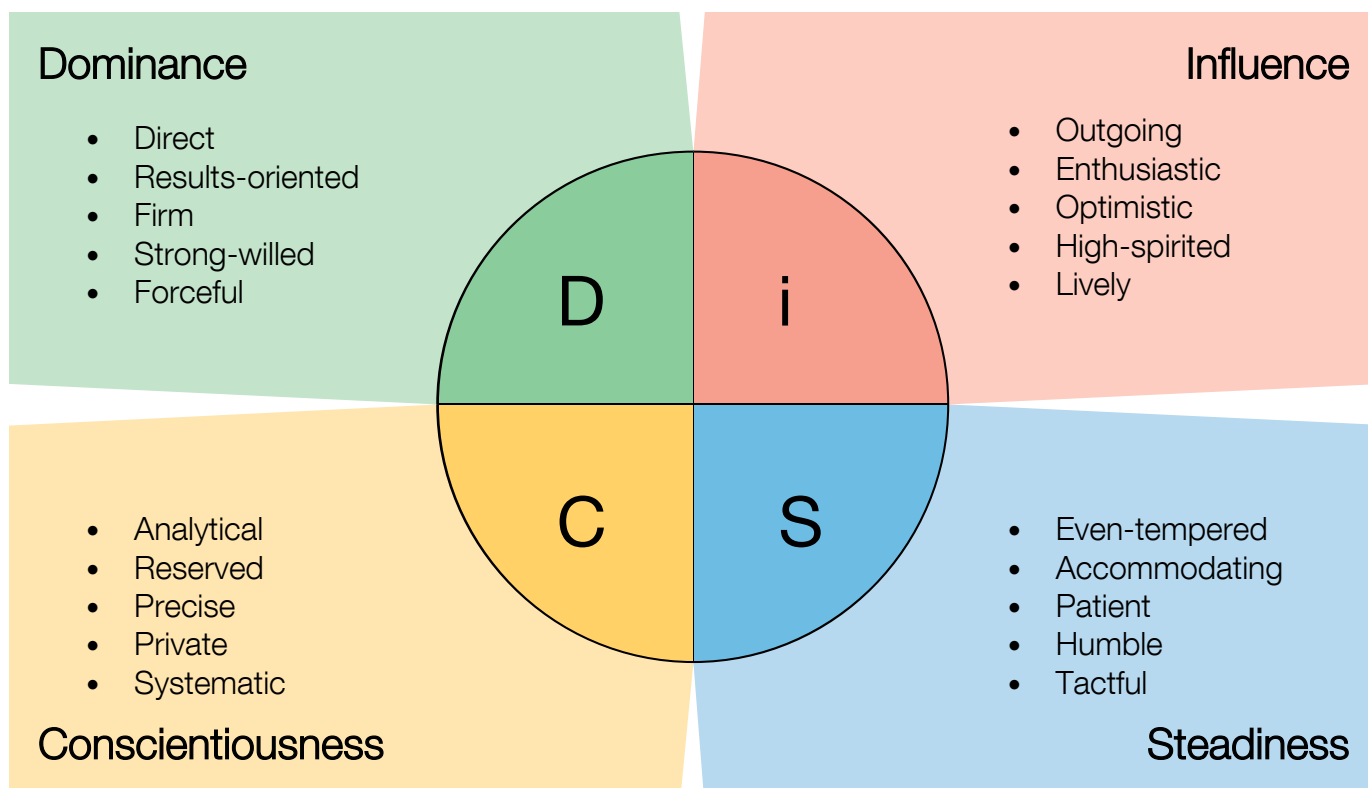 Dominance
• Direct
• Results-oriented
• Firm
• Strong-willed
• Forceful
Influence
• Outgoing
• Enthusiastic
• Optimistic
• High-spirited
• Lively
D
i
C
S
• Analytical
• Reserved
• Precise
• Private
• Systematic
Conscientiousness
• Even-tempered
• Accommodating
• Patient
• Humble
• Tactful
Steadiness